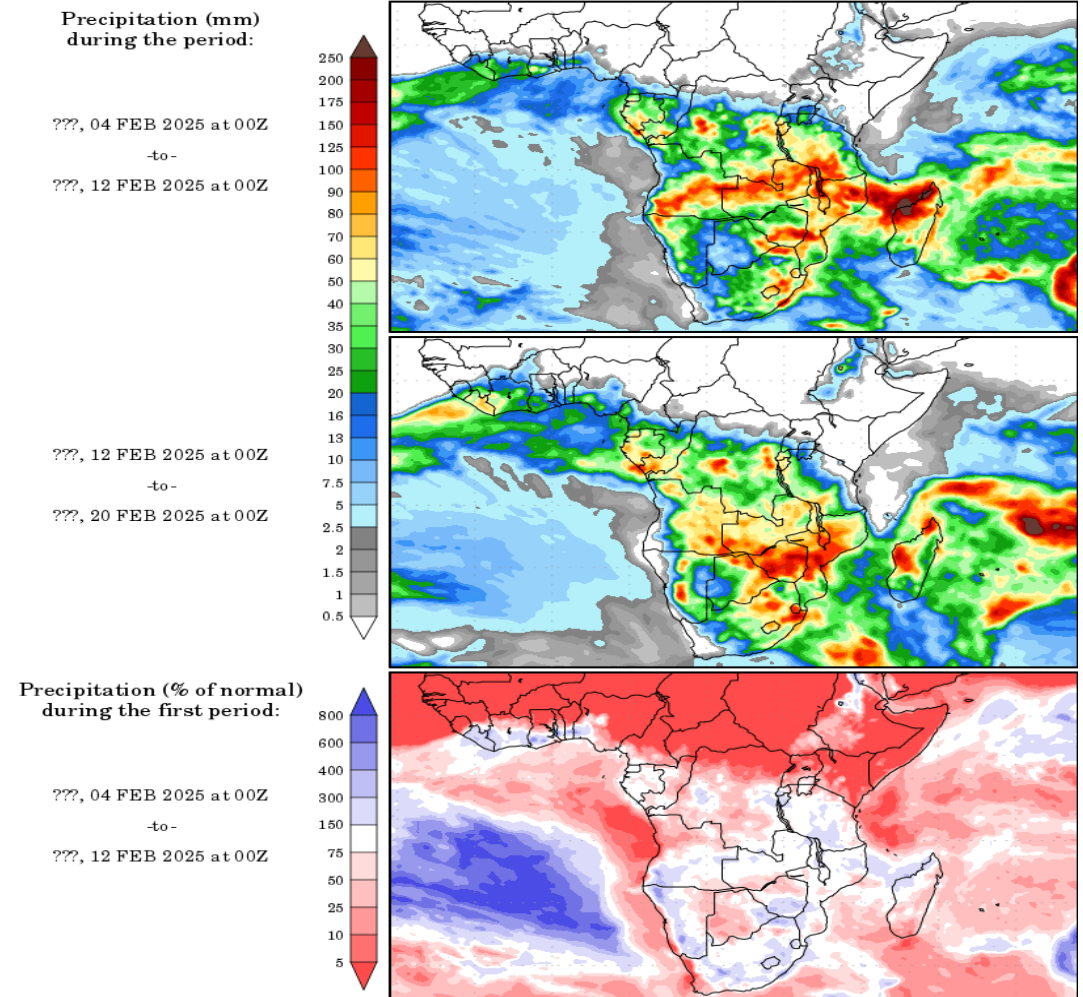 Precipitation (mm)
during the period:
???, 04 FEB 2025 at 00Z
-to-
???, 12 FEB 2025 at 00Z
250
200
175
150
125
100
90
80
70
60
50
40
35
30
25
20
16
13
10
7.5
5
2.5
2
1.5
1
0.5
???, 12 FEB 2025 at 00Z
-to-
???, 20 FEB 2025 at 00Z
Precipitation (% of normal)
during the first period:
???, 04 FEB 2025 at 00Z
-to-
???, 12 FEB 2025 at 00Z
800
600
400
300
150
75
50
25
10
5